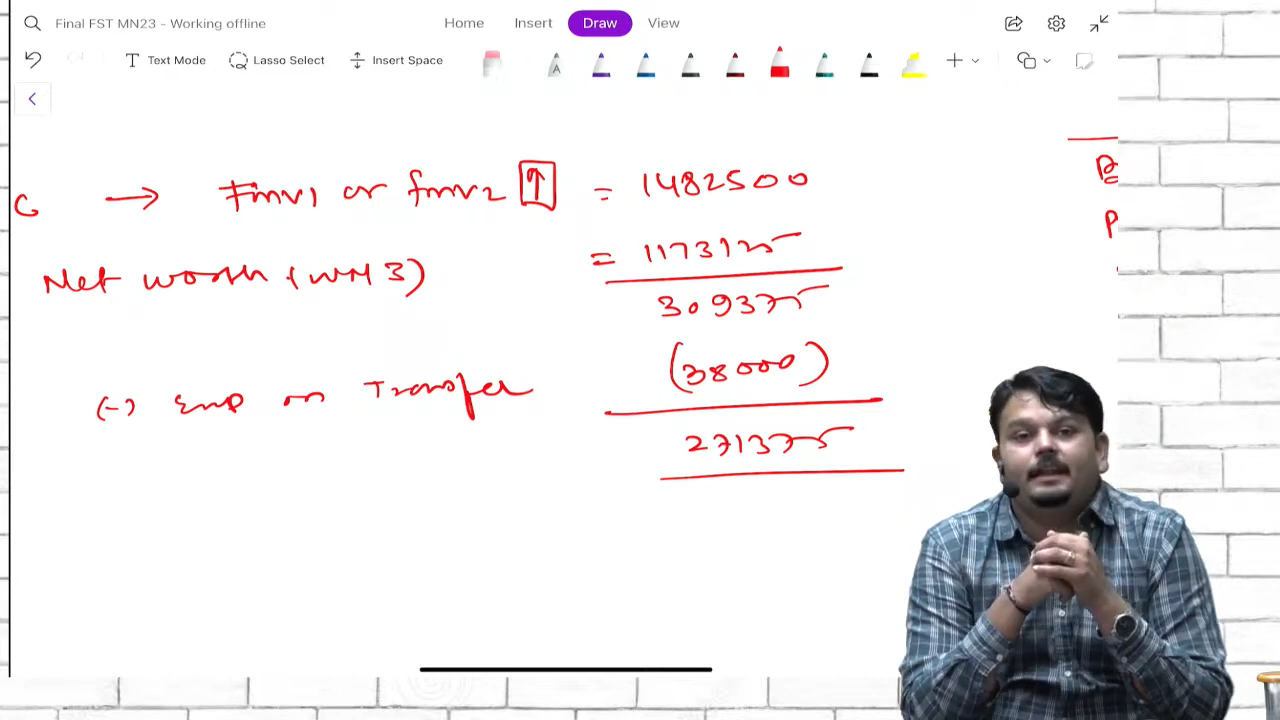 Final FST MN23 - Working offline
Home Insert Draw View
Text Mode Lasso Select Insert Space
G → FMV1 or fmv2 ↑ = 1482500
Net worth (WN 3) = 1173125
309375
(-) Exp on Transfer (38000)
271375